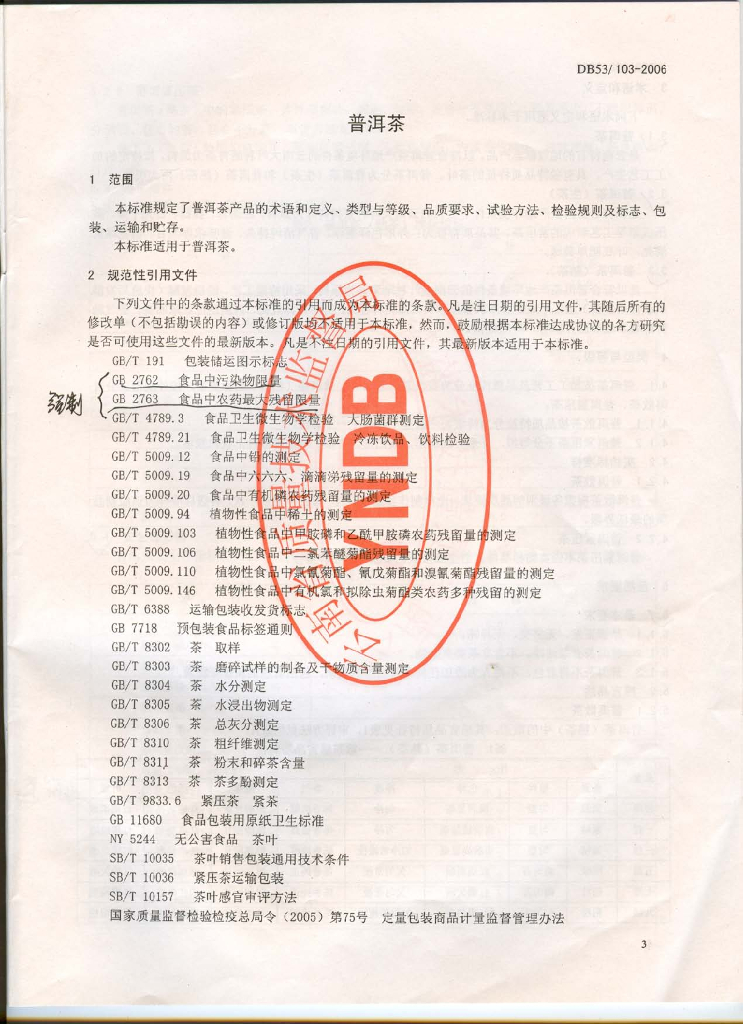 DB53/ 103-2006
普洱茶
1 范围
本标准规定了普洱茶产品的术语和定义、类型与等级、品质要求、试验方法、检验规则及标志、包
装、运输和贮存。
本标准适用于普洱茶。
2 规范性引用文件
下列文件中的条款通过本标准的引用而成为本标准的条款。凡是注日期的引用文件，其随后所有的
修改单（不包括勘误的内容）或修订版均不适用于本标准，然而，鼓励根据本标准达成协议的各方研究
是否可使用这些文件的最新版本。凡是不注日期的引用文件，其最新版本适用于本标准。
GB/T 191 包装储运图示标志
GB 2762 食品中污染物限量
强制
GB 2763 食品中农药最大残留限量
GB/T 4789.3 食品卫生微生物学检验 大肠菌群测定
GB/T 4789.21 食品卫生微生物学检验 冷冻饮品、饮料检验
GB/T 5009.12 食品中铅的测定
GB/T 5009.19 食品中六六六、滴滴涕残留量的测定
GB/T 5009.20 食品中有机磷农药残留量的测定
GB/T 5009.94 植物性食品中稀土的测定
GB/T 5009.103 植物性食品中甲胺磷和乙酰甲胺磷农药残留量的测定
GB/T 5009.106 植物性食品中二氯苯醚菊酯残留量的测定
GB/T 5009.110 植物性食品中氯氰菊酯、氰戊菊酯和溴氰菊酯残留量的测定
GB/T 5009.146 植物性食品中有机氯和拟除虫菊酯类农药多种残留的测定
GB/T 6388 运输包装收发货标志
GB 7718 预包装食品标签通则
GB/T 8302 茶 取样
GB/T 8303 茶 磨碎试样的制备及干物质含量测定
GB/T 8304 茶 水分测定
GB/T 8305 茶 水浸出物测定
GB/T 8306 茶 总灰分测定
GB/T 8310 茶 粗纤维测定
GB/T 8311 茶 粉末和碎茶含量
GB/T 8313 茶 茶多酚测定
GB/T 9833.6 紧压茶 紧茶
GB 11680 食品包装用原纸卫生标准
NY 5244 无公害食品 茶叶
SB/T 10035 茶叶销售包装通用技术条件
SB/T 10036 紧压茶运输包装
SB/T 10157 茶叶感官审评方法
国家质量监督检验检疫总局令（2005）第75号 定量包装商品计量监督管理办法
云南省质量技术监督局
YNDB
3